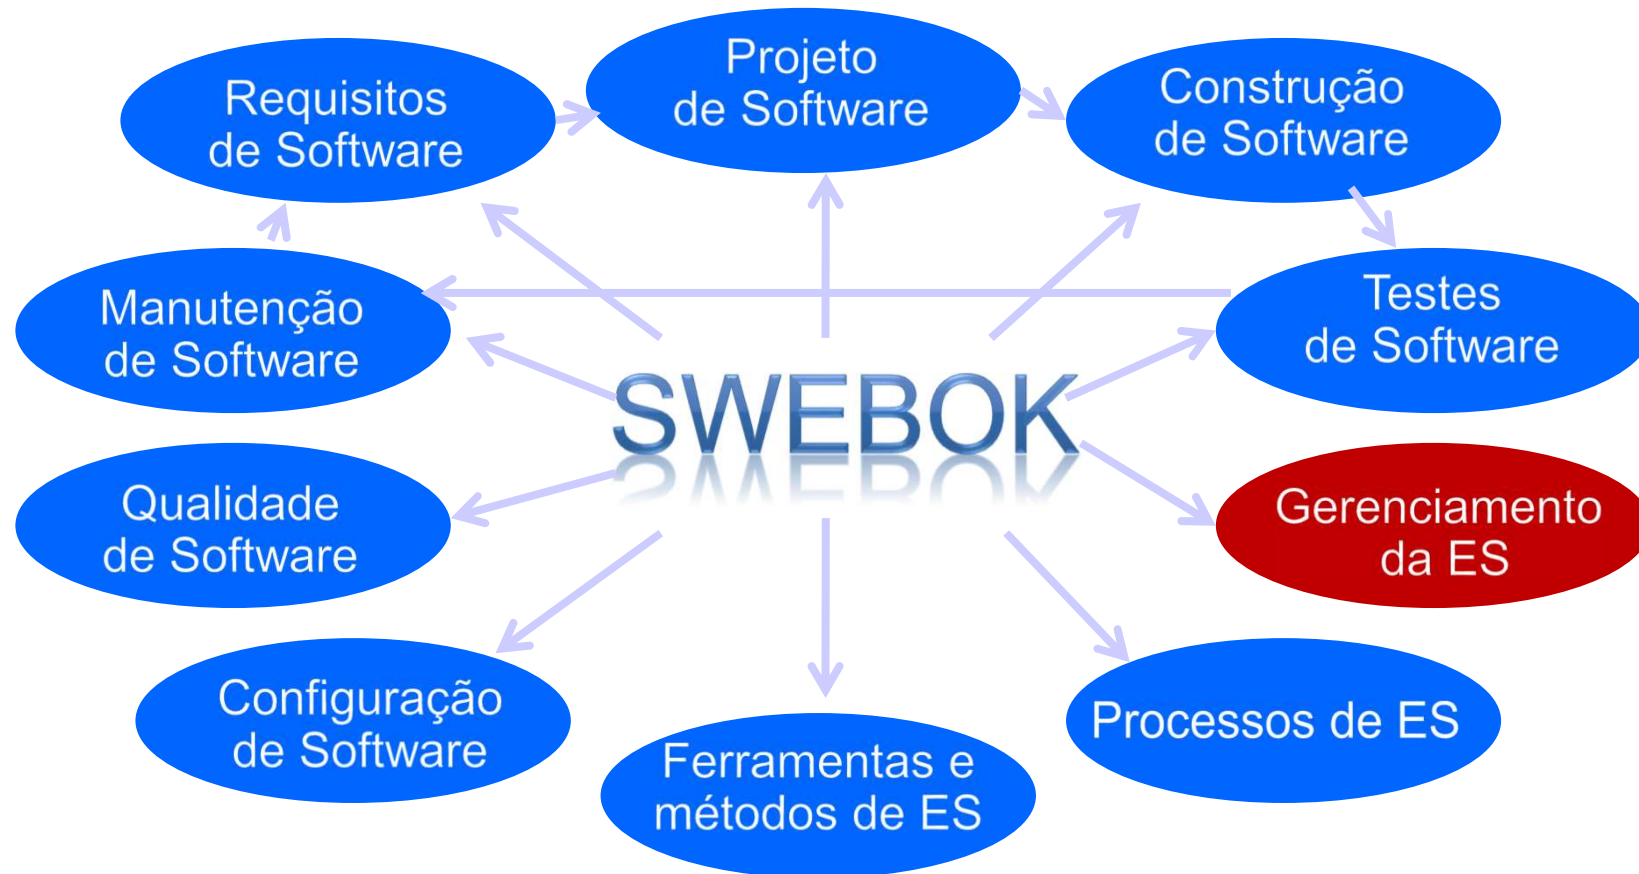 Projeto
de Software
Requisitos
de Software
Construção
de Software
Manutenção
de Software
Testes
de Software
SWEBOK
Qualidade
de Software
Gerenciamento
da ES
Configuração
de Software
Processos de ES
Ferramentas e
métodos de ES